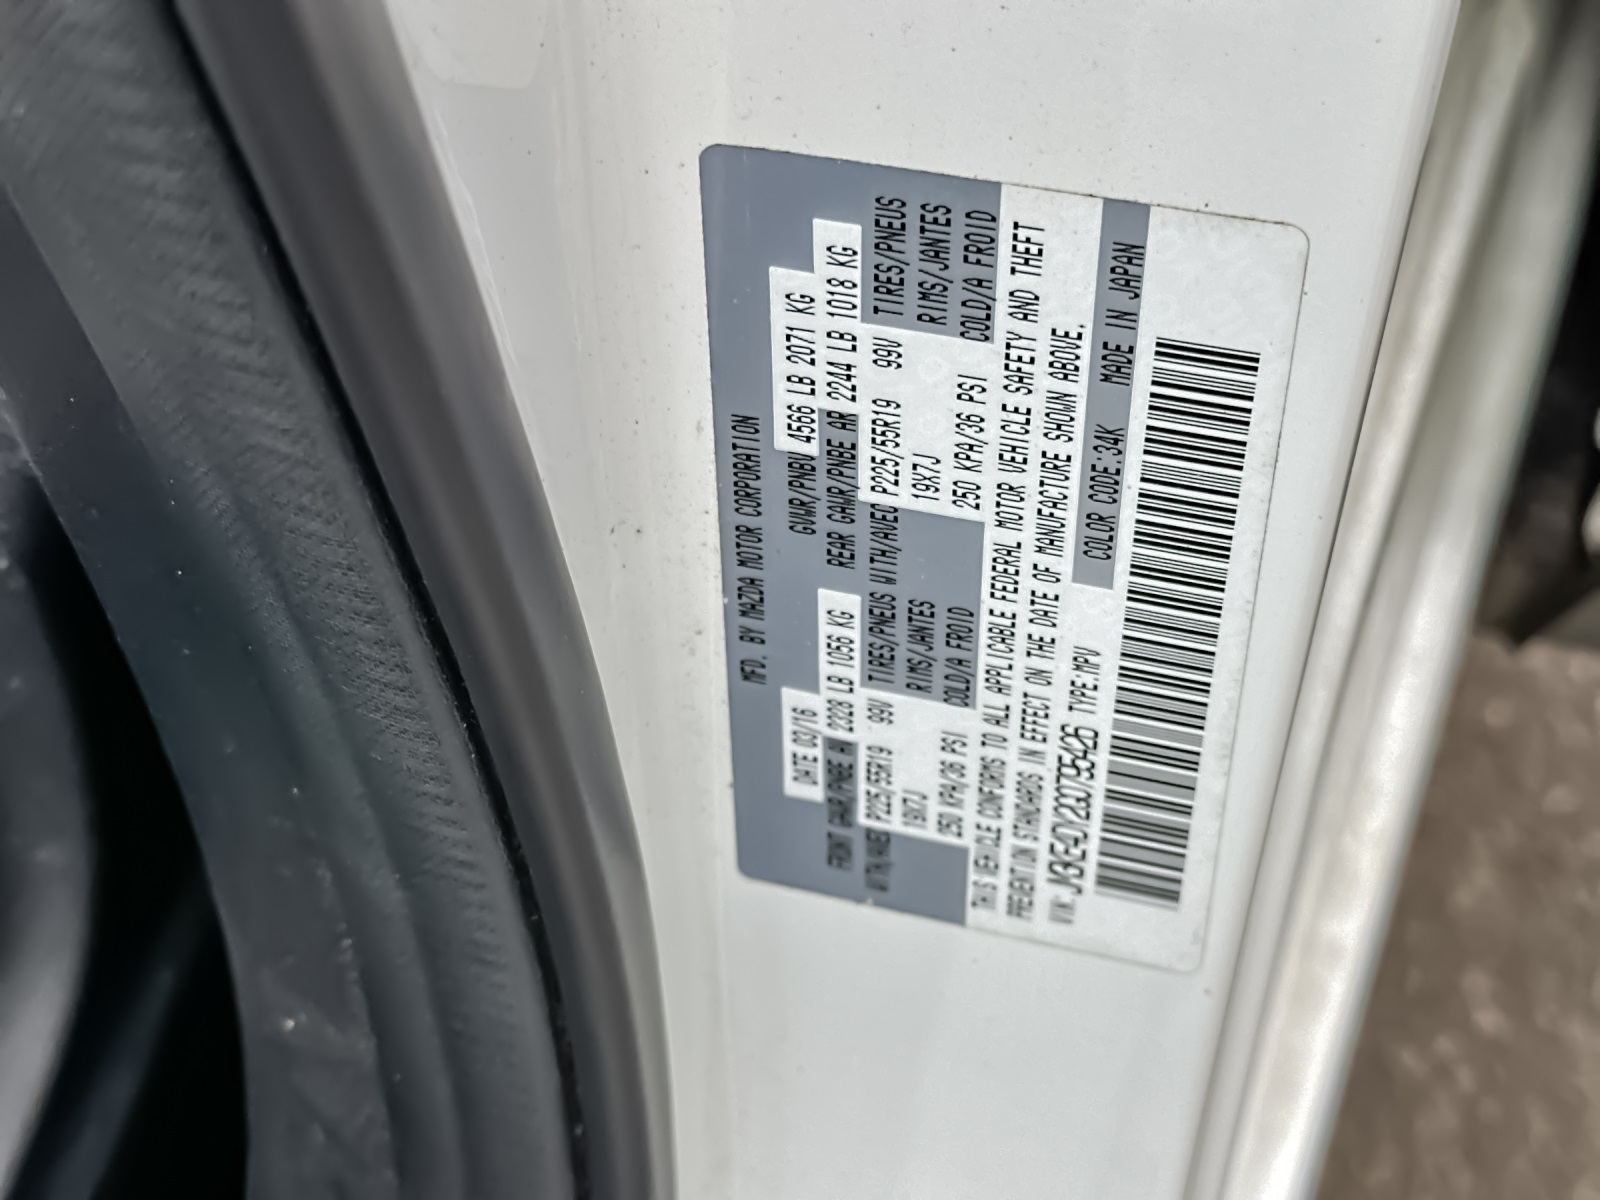 MFD. BY MAZDA MOTOR CORPORATION
DATE 03/16 GVWR/PNBV 4566 LB 2071 KG
FRONT GAWR/PNBE AV 2328 LB 1056 KG REAR GAWR/PNBE AR 2244 LB 1018 KG
WITH/AVEC P225/55R19 99V TIRES/PNEUS WITH/AVEC P225/55R19 99V TIRES/PNEUS
19X7J RIMS/JANTES 19X7J RIMS/JANTES
250 KPA/36 PSI COLD/A FROID 250 KPA/36 PSI COLD/A FROID
THIS VEHICLE CONFORMS TO ALL APPLICABLE FEDERAL MOTOR VEHICLE SAFETY AND THEFT
PREVENTION STANDARDS IN EFFECT ON THE DATE OF MANUFACTURE SHOWN ABOVE.
VIN: TYPE:MPV COLOR CODE:34K MADE IN JAPAN